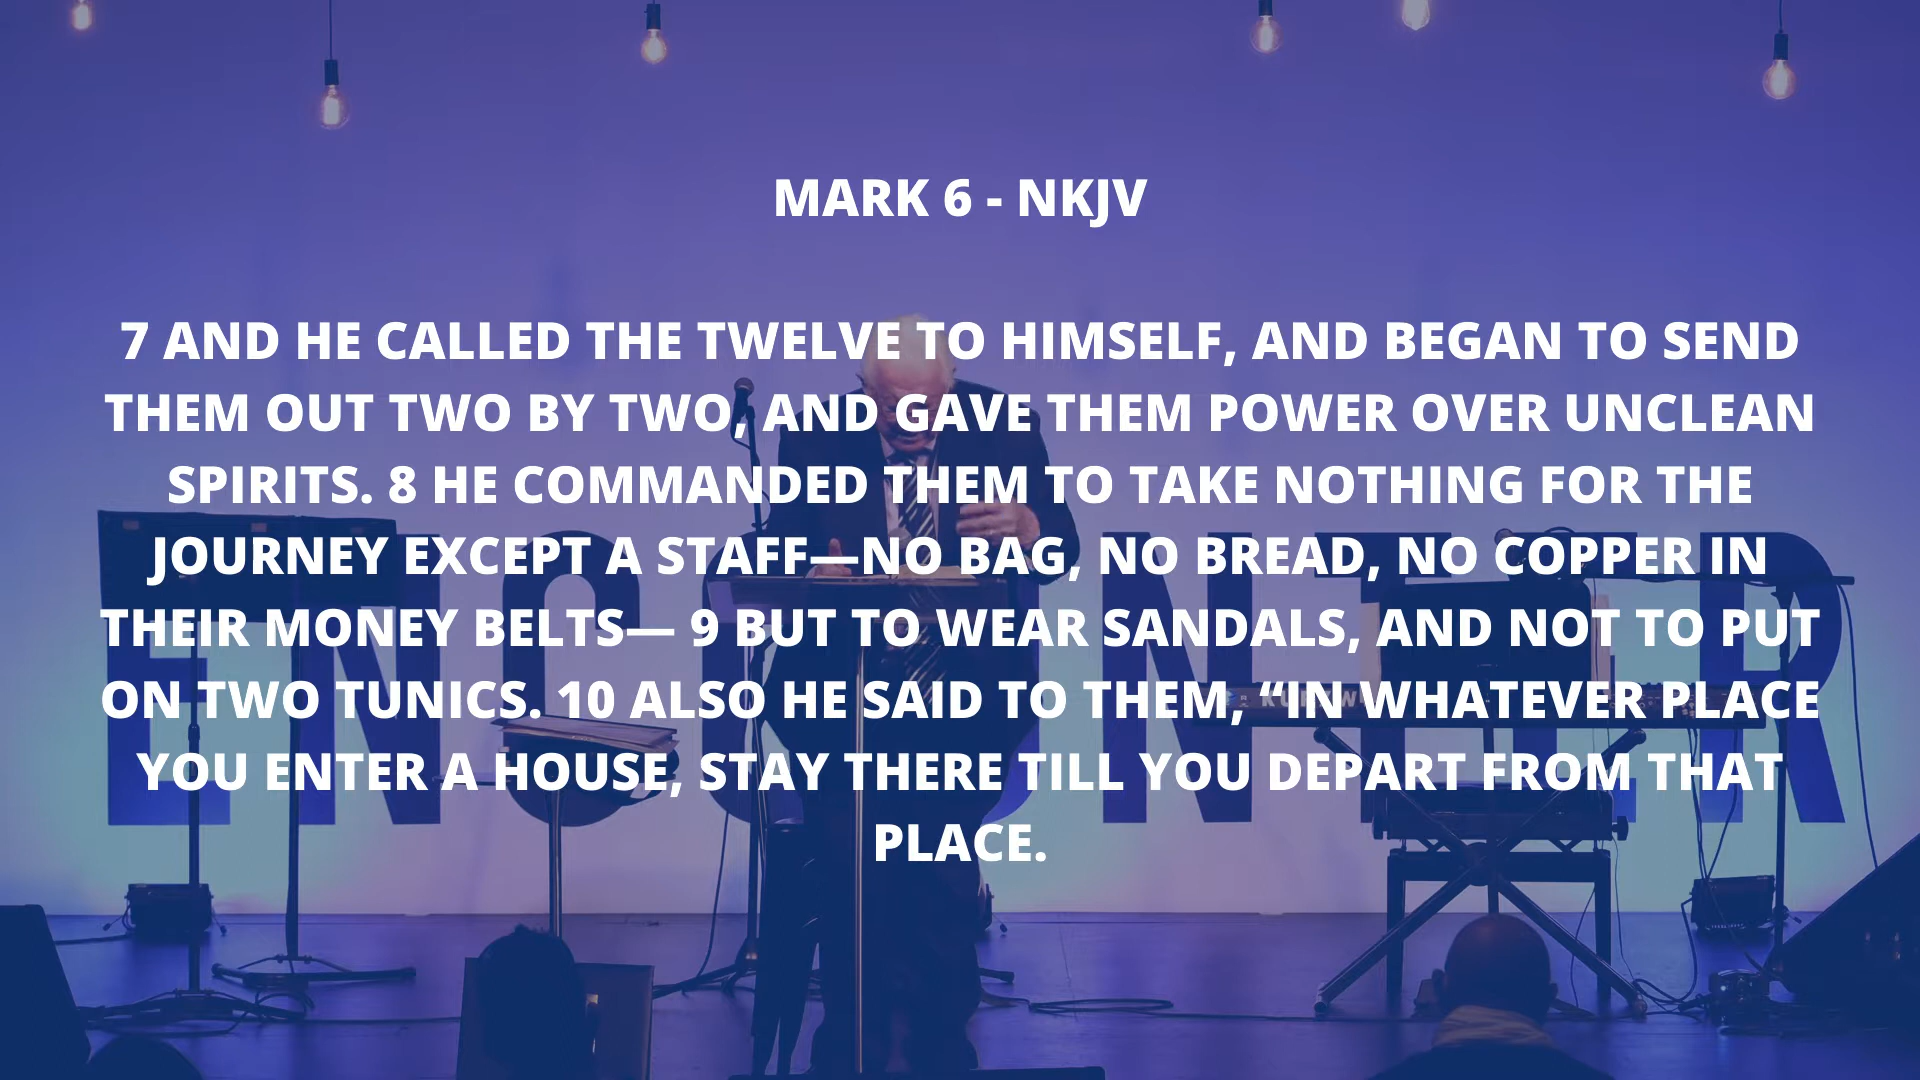 MARK 6 - NKJV
7 AND HE CALLED THE TWELVE TO HIMSELF, AND BEGAN TO SEND
THEM OUT TWO BY TWO, AND GAVE THEM POWER OVER UNCLEAN
SPIRITS. 8 HE COMMANDED THEM TO TAKE NOTHING FOR THE
JOURNEY EXCEPT A STAFF—NO BAG, NO BREAD, NO COPPER IN
THEIR MONEY BELTS— 9 BUT TO WEAR SANDALS, AND NOT TO PUT
ON TWO TUNICS. 10 ALSO HE SAID TO THEM, “IN WHATEVER PLACE
YOU ENTER A HOUSE, STAY THERE TILL YOU DEPART FROM THAT
PLACE.
ENCOUNTER